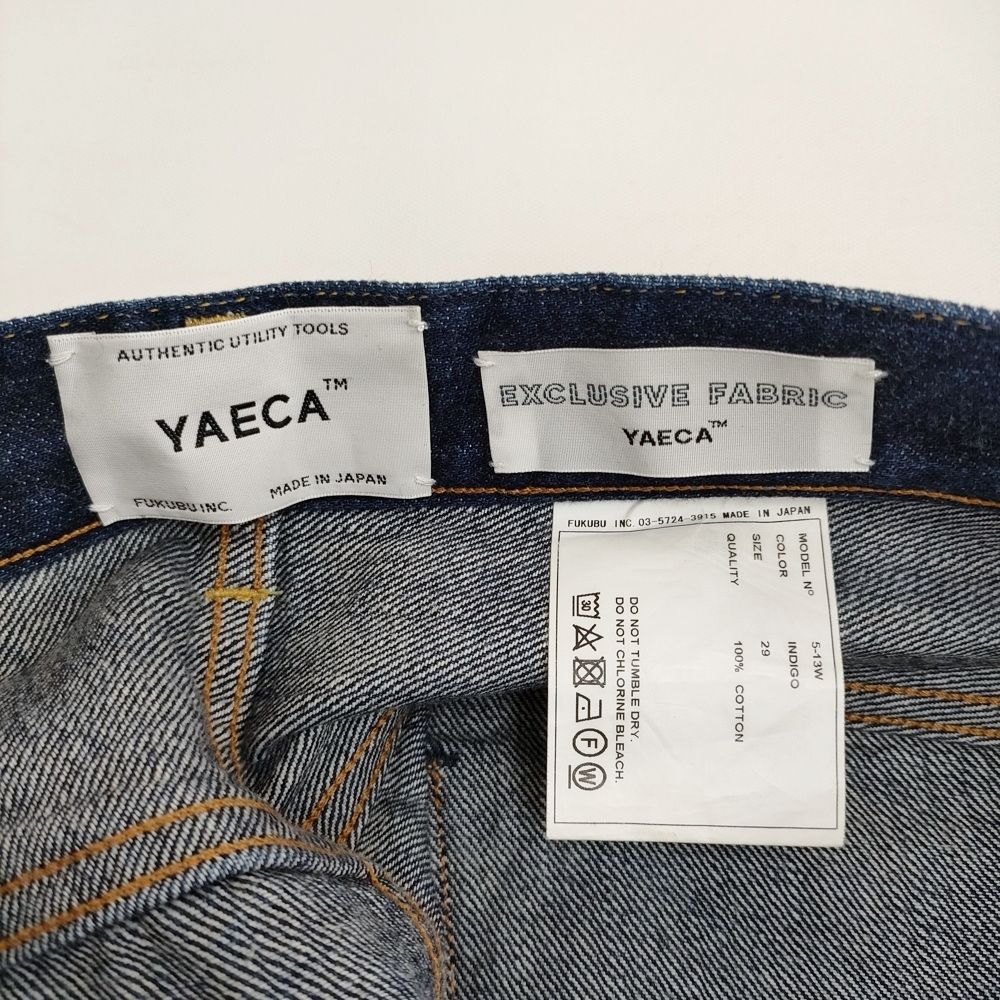 AUTHENTIC UTILITY TOOLS
YAECA™
FUKUBU INC. MADE IN JAPAN
EXCLUSIVE FABRIC
YAECA™
FUKUBU INC. 03-5724-3915 MADE IN JAPAN
MODEL Nº 5-13W
COLOR INDIGO
SIZE 29
QUALITY 100% COTTON
DO NOT TUMBLE DRY.
DO NOT CHLORINE BLEACH.
30
F
W